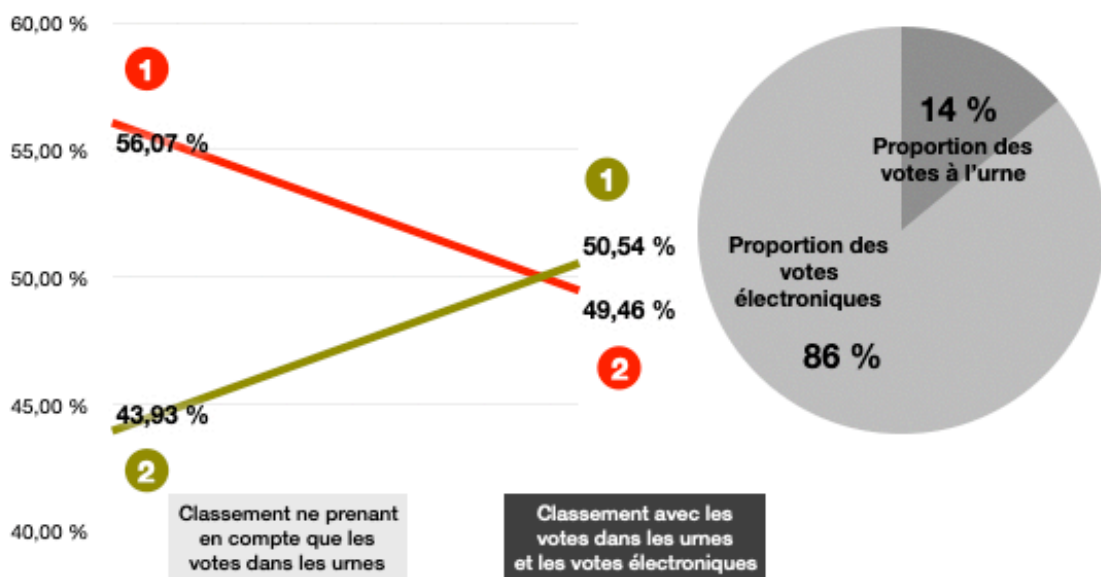 60,00 %
1
56,07 %
55,00 %
1
50,54 %
50,00 %
49,46 %
2
45,00 %
43,93 %
2
40,00 %
Classement ne prenant
en compte que les
votes dans les urnes
Classement avec les
votes dans les urnes
et les votes électroniques
14 %
Proportion des
votes à l’urne
Proportion des
votes
électroniques
86 %